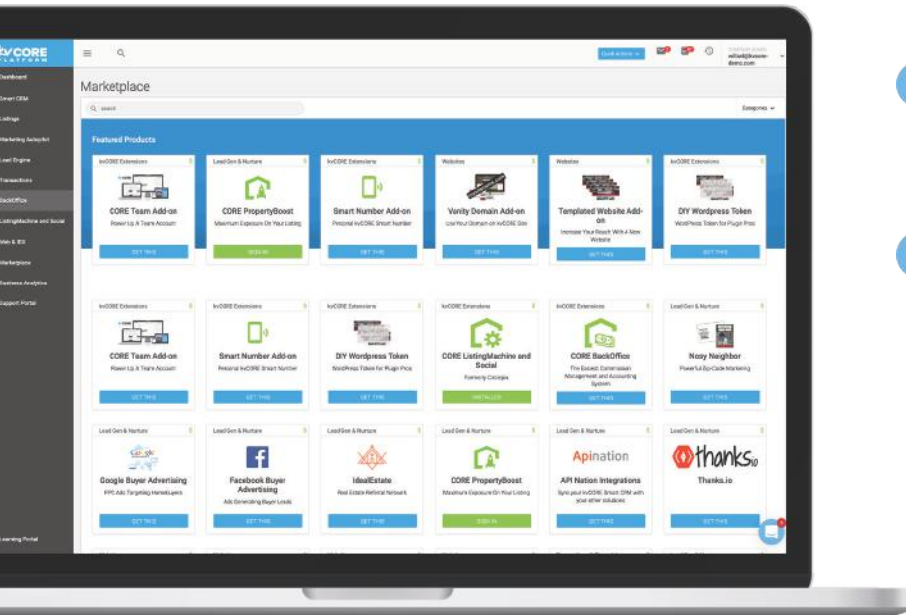 kvCORE
PLATFORM
Dashboard
Smart CRM
Listings
Marketing Autopilot
Lead Engine
Transactions
BackOffice
ListingMachine and Social
Web & IDX
Marketplace
Business Analytics
Support Portal
Learning Portal
Marketplace
search
Categories
Featured Products
kvCORE Extensions
CORE Team Add-on
Power Up A Team Account
GET THIS
Lead Gen & Nurture
CORE PropertyBoost
Maximum Exposure On Your Listing
SIGN IN
kvCORE Extensions
Smart Number Add-on
Personal kvCORE Smart Number
GET THIS
Websites
Vanity Domain Add-on
Use Your Domain on kvCORE Site
GET THIS
Websites
Templated Website Add-
on
Increase Your Reach With A New
Website
GET THIS
kvCORE Extensions
DIY Wordpress Token
WordPress Token for Plugin Pros
GET THIS
kvCORE Extensions
CORE Team Add-on
Power Up A Team Account
GET THIS
kvCORE Extensions
Smart Number Add-on
Personal kvCORE Smart Number
GET THIS
kvCORE Extensions
DIY Wordpress Token
WordPress Token for Plugin Pros
GET THIS
kvCORE Extensions
CORE ListingMachine and
Social
INSTALLED
kvCORE Extensions
CORE BackOffice
The Easiest Commission
Management and Accounting
System
GET THIS
Lead Gen & Nurture
Nosy Neighbor
Powerful Zip-Code Marketing
GET THIS
Lead Gen & Nurture
Google
Google Buyer Advertising
PPC Ads Targeting Homebuyers
GET THIS
Lead Gen & Nurture
Facebook Buyer
Advertising
Ads Generating Buyer Leads
GET THIS
Lead Gen & Nurture
IdealEstate
Real Estate Referral Network
GET THIS
Lead Gen & Nurture
CORE PropertyBoost
Maximum Exposure On Your Listing
SIGN IN
Lead Gen & Nurture
Apination
API Nation Integrations
Sync your kvCORE Smart CRM with
your other solutions
GET THIS
Lead Gen & Nurture
thanks.io
Thanks.io
GET THIS